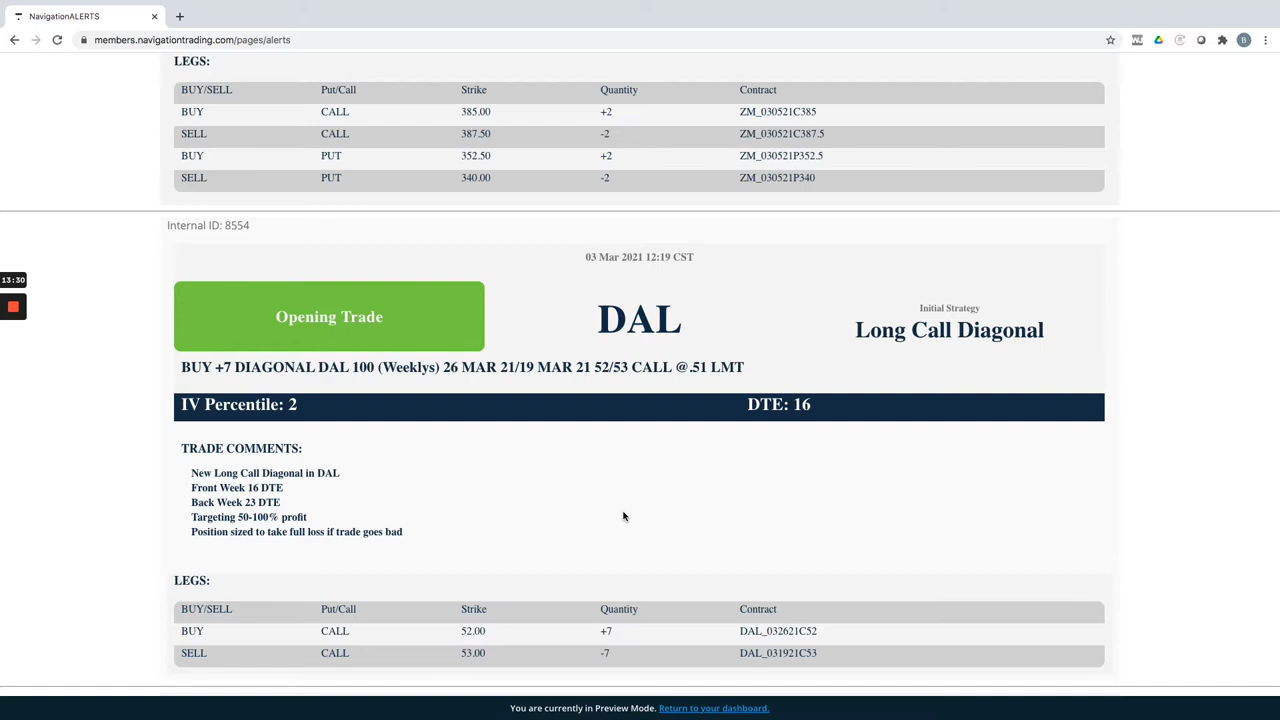 NavigationALERTS
members.navigationtrading.com/pages/alerts
B
LEGS:
BUY/SELL Put/Call Strike Quantity Contract
BUY CALL 385.00 +2 ZM_030521C385
SELL CALL 387.50 -2 ZM_030521C387.5
BUY PUT 352.50 +2 ZM_030521P352.5
SELL PUT 340.00 -2 ZM_030521P340
Internal ID: 8554
03 Mar 2021 12:19 CST
13:30
Opening Trade
DAL
Initial Strategy
Long Call Diagonal
BUY +7 DIAGONAL DAL 100 (Weeklys) 26 MAR 21/19 MAR 21 52/53 CALL @.51 LMT
IV Percentile: 2 DTE: 16
TRADE COMMENTS:
New Long Call Diagonal in DAL
Front Week 16 DTE
Back Week 23 DTE
Targeting 50-100% profit
Position sized to take full loss if trade goes bad
LEGS:
BUY/SELL Put/Call Strike Quantity Contract
BUY CALL 52.00 +7 DAL_032621C52
SELL CALL 53.00 -7 DAL_031921C53
You are currently in Preview Mode. Return to your dashboard.